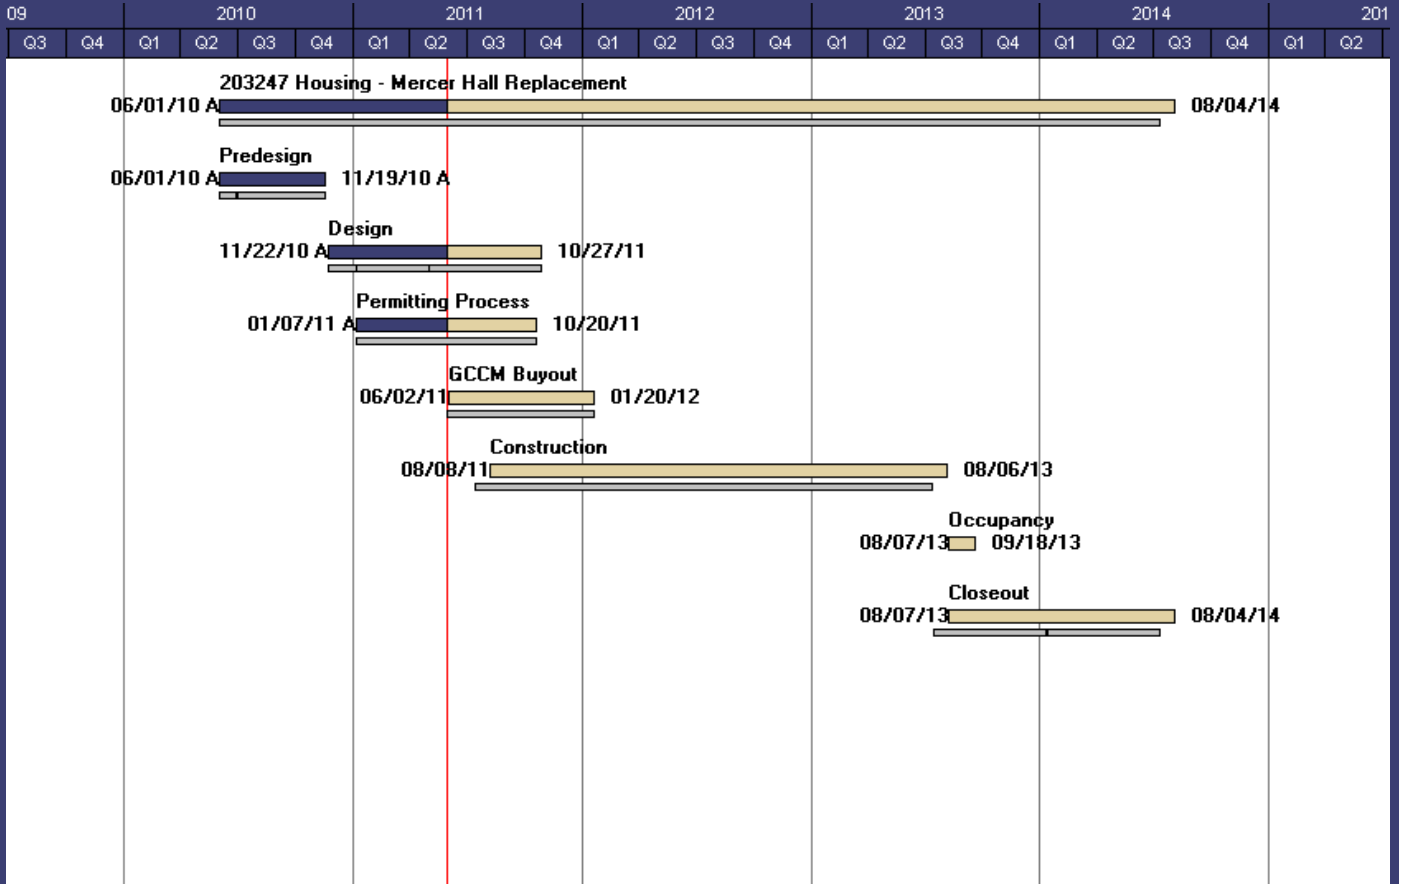 09 2010 2011 2012 2013 2014 201
Q3 Q4 Q1 Q2 Q3 Q4 Q1 Q2 Q3 Q4 Q1 Q2 Q3 Q4 Q1 Q2 Q3 Q4 Q1 Q2 Q3 Q4 Q1 Q2
203247 Housing - Mercer Hall Replacement
06/01/10 A 08/04/14
Predesign
06/01/10 A 11/19/10 A
Design
11/22/10 A 10/27/11
Permitting Process
01/07/11 A 10/20/11
GCCM Buyout
06/02/11 01/20/12
Construction
08/08/11 08/06/13
Occupancy
08/07/13 09/18/13
Closeout
08/07/13 08/04/14